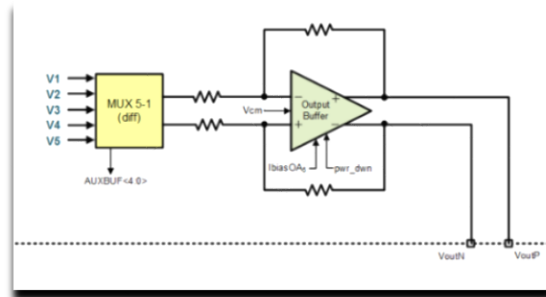 V1
V2
V3
V4
V5
MUX 5-1
(diff)
AUXBUF<4:0>
Vcm
Output
Buffer
IbiasOA
pwr_dwn
VoutN
VoutP